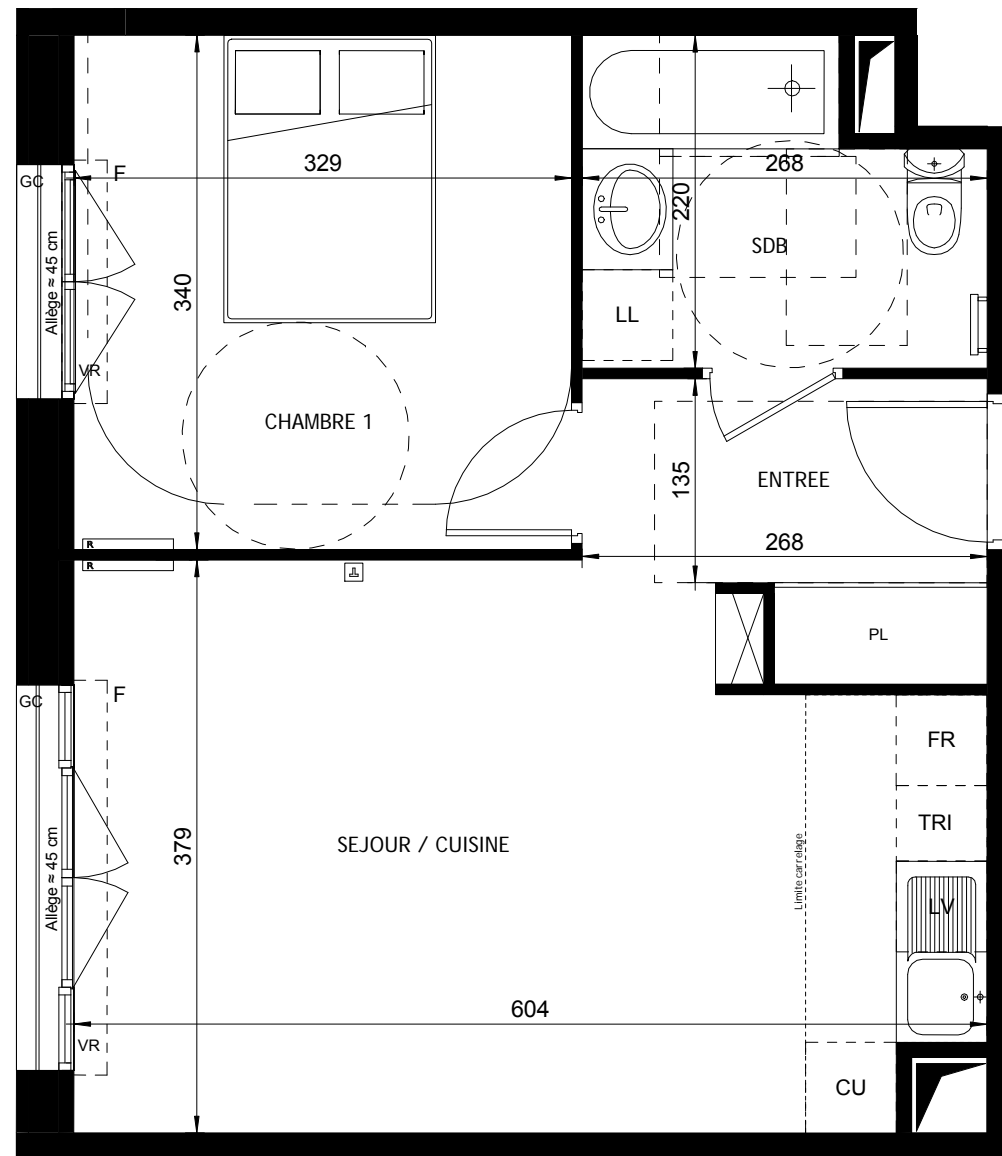 329
268
F
GC
220
SDB
Allège ≈ 45 cm
340
LL
VR
CHAMBRE 1
135
ENTREE
268
R
R
PL
F
GC
FR
TRI
379
SEJOUR / CUISINE
Limite carrelage
Allège ≈ 45 cm
LV
604
VR
CU